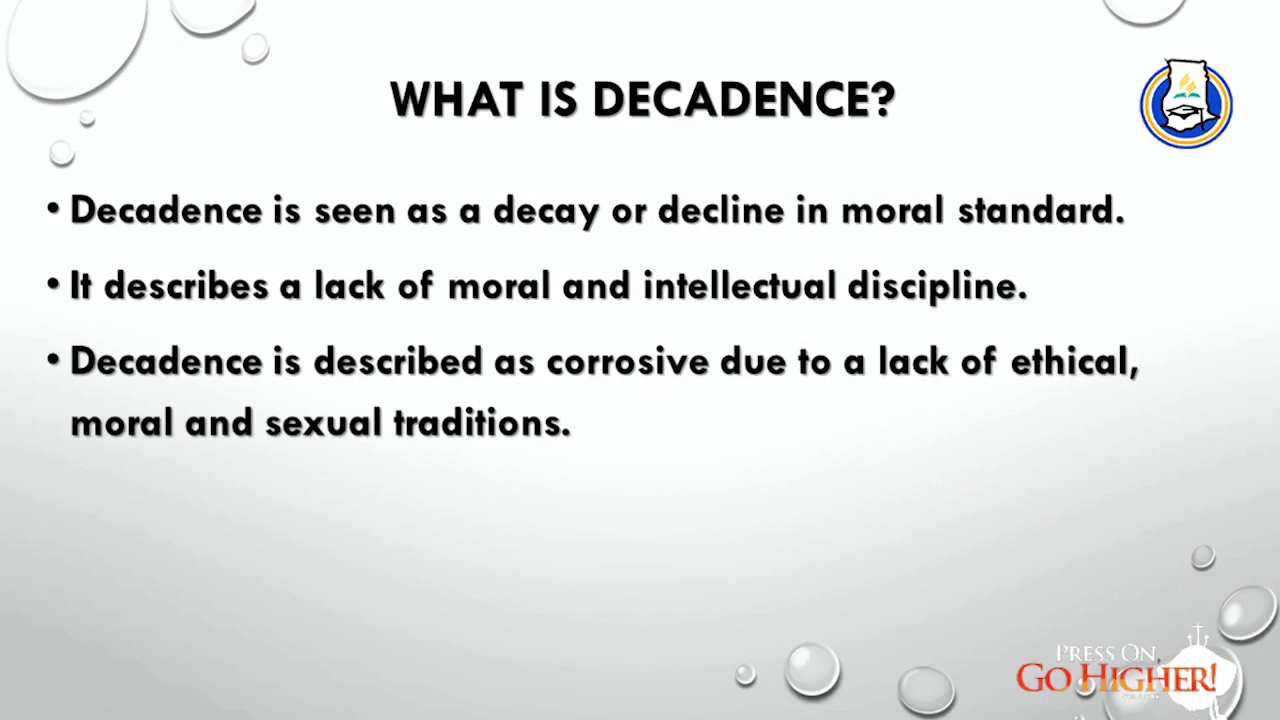 WHAT IS DECADENCE?
• Decadence is seen as a decay or decline in moral standard.
• It describes a lack of moral and intellectual discipline.
• Decadence is described as corrosive due to a lack of ethical,
moral and sexual traditions.
PRESS ON,
GO HIGHER!